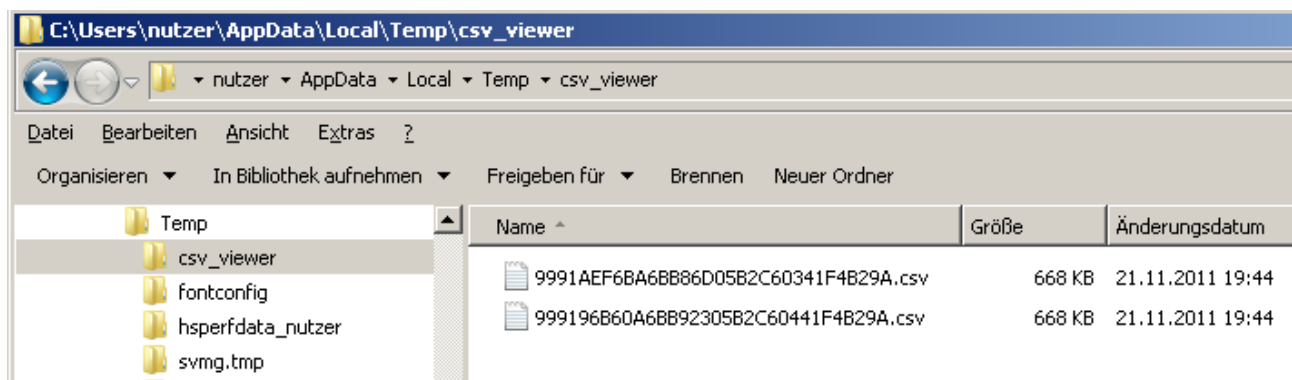 C:\Users\nutzer\AppData\Local\Temp\csv_viewer
nutzer AppData Local Temp csv_viewer
Datei Bearbeiten Ansicht Extras ?
Organisieren In Bibliothek aufnehmen Freigeben für Brennen Neuer Ordner
Temp
csv_viewer
fontconfig
hsperfdata_nutzer
svmg.tmp
Name Größe Änderungsdatum
9991AEF6BA6BB86D05B2C60341F4B29A.csv 668 KB 21.11.2011 19:44
999196B60A6BB92305B2C60441F4B29A.csv 668 KB 21.11.2011 19:44